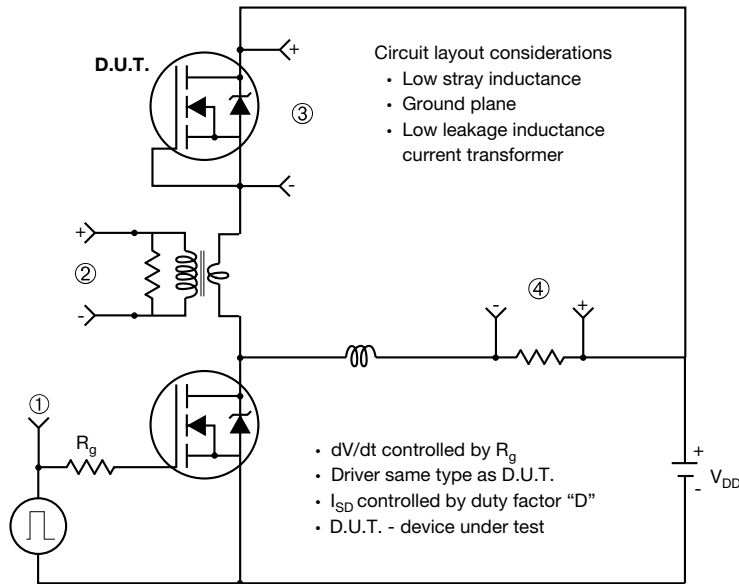 D.U.T.
+
-
③
Circuit layout considerations
• Low stray inductance
• Ground plane
• Low leakage inductance
current transformer
+
②
-
-
④
+
①
Rg
• dV/dt controlled by Rg
• Driver same type as D.U.T.
• ISD controlled by duty factor “D”
• D.U.T. - device under test
+
-
VDD